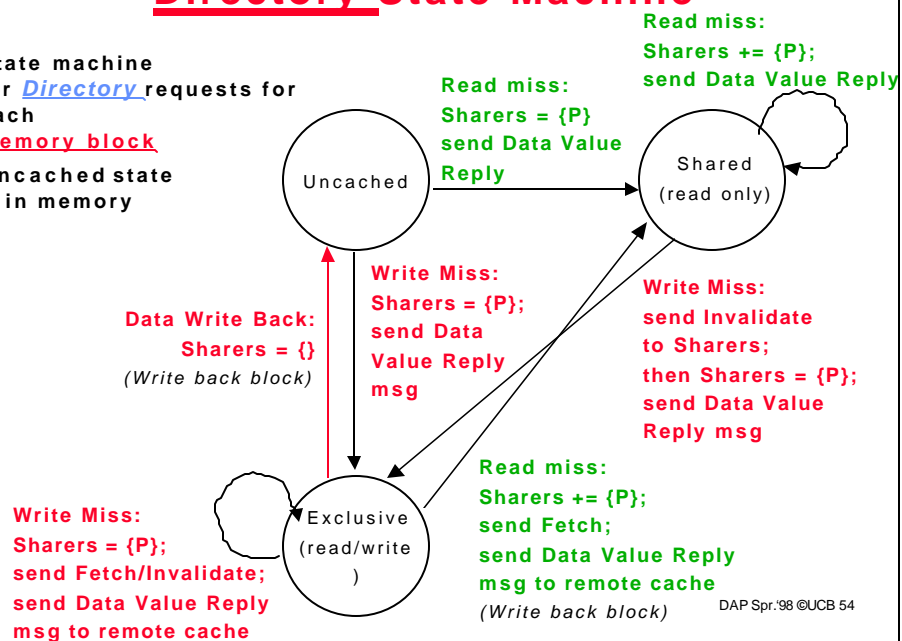 Directory State Machine
tate machine
r Directory requests for
ach
emory block
ncached state
in memory
Uncached
Read miss:
Sharers = {P}
send Data Value
Reply
Read miss:
Sharers += {P};
send Data Value Reply
Shared
(read only)
Data Write Back:
Sharers = {}
(Write back block)
Write Miss:
Sharers = {P};
send Data
Value Reply
msg
Write Miss:
send Invalidate
to Sharers;
then Sharers = {P};
send Data Value
Reply msg
Write Miss:
Sharers = {P};
send Fetch/Invalidate;
send Data Value Reply
msg to remote cache
Exclusive
(read/write
)
Read miss:
Sharers += {P};
send Fetch;
send Data Value Reply
msg to remote cache
(Write back block)
DAP Spr.'98 ©UCB 54